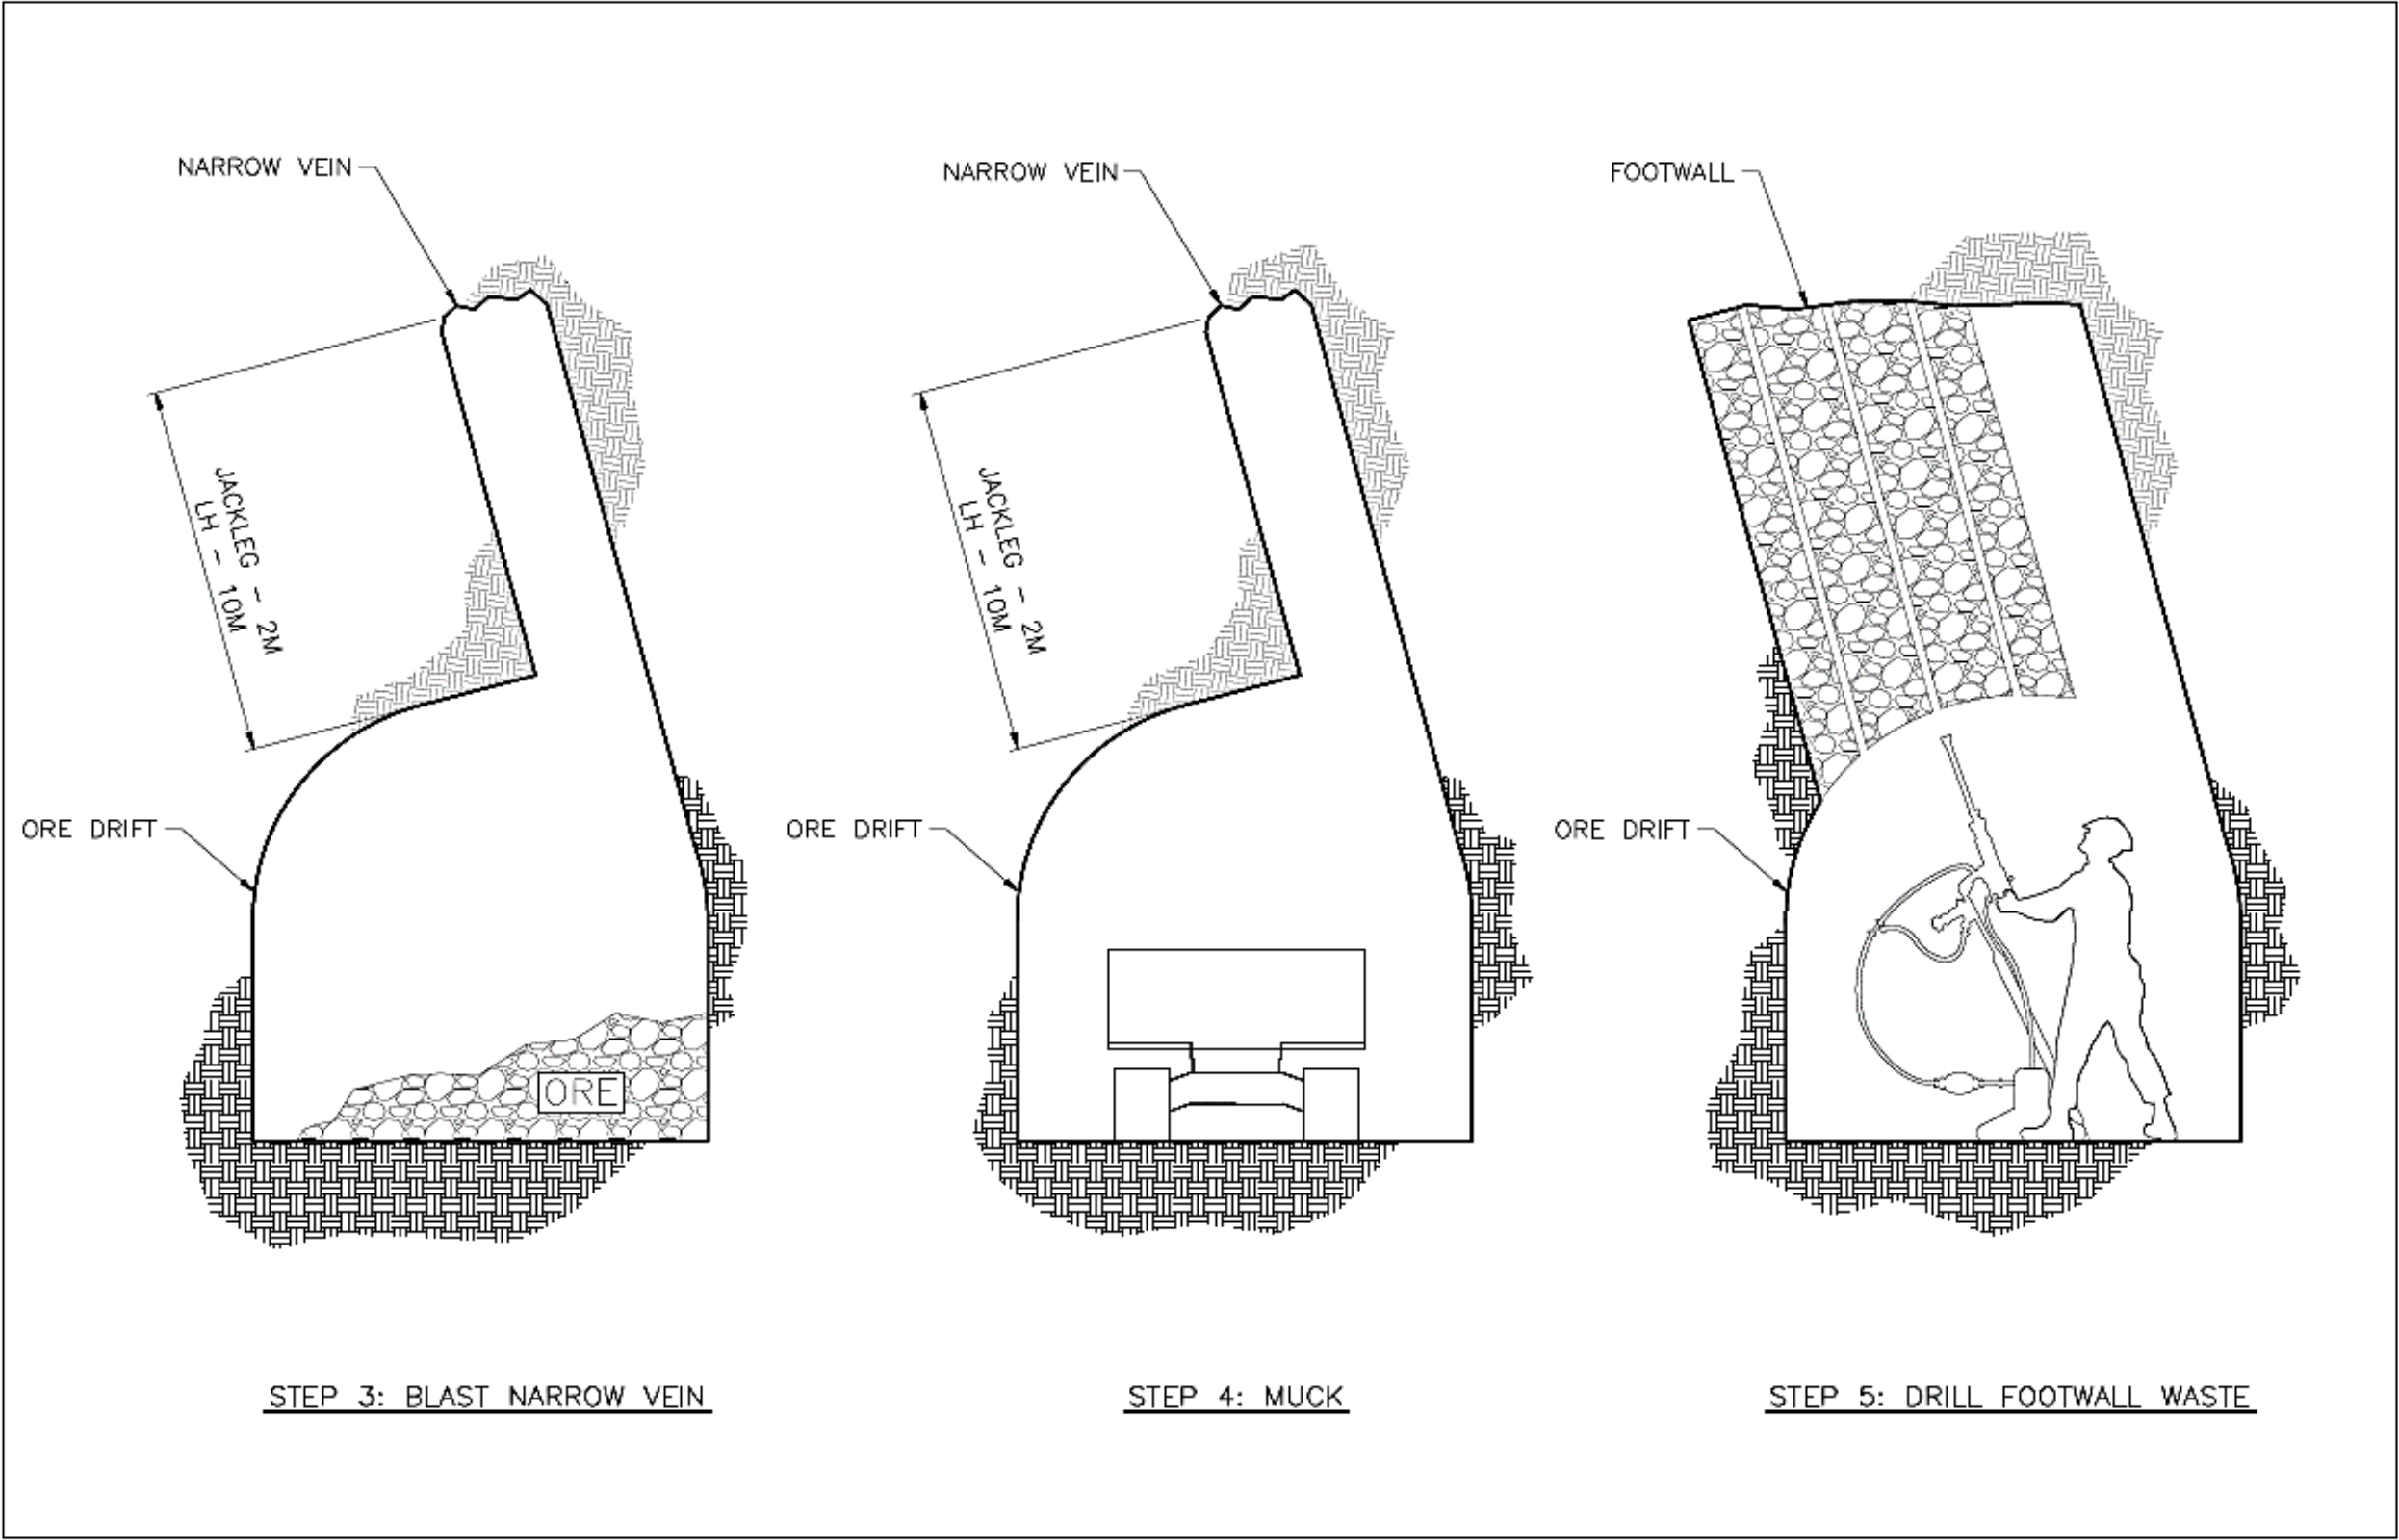 NARROW VEIN
JACKLEG - 2M
LH - 10M
ORE DRIFT
ORE
STEP 3: BLAST NARROW VEIN
NARROW VEIN
JACKLEG - 2M
LH - 10M
ORE DRIFT
STEP 4: MUCK
FOOTWALL
ORE DRIFT
STEP 5: DRILL FOOTWALL WASTE